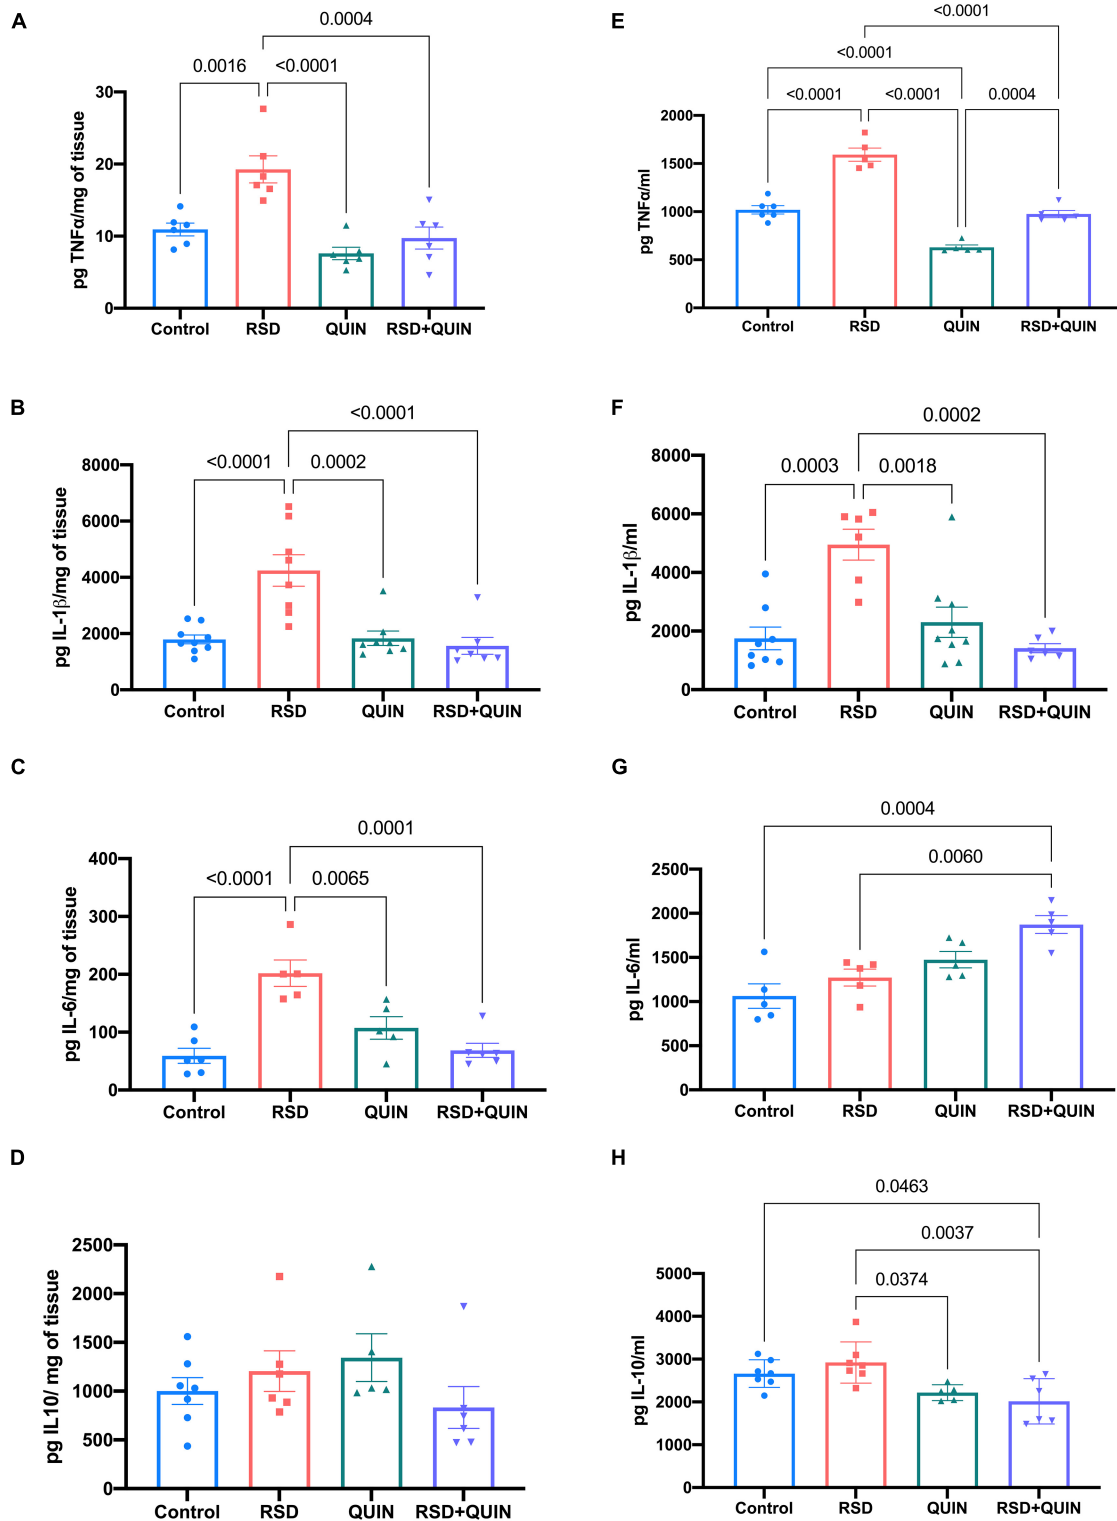 A
0.0004
0.0016
<0.0001
30
20
10
0
pg TNFα/mg of tissue
Control RSD QUIN RSD+QUIN
E
<0.0001
<0.0001
<0.0001 <0.0001 0.0004
2000
1500
1000
500
0
pg TNFα/ml
Control RSD QUIN RSD+QUIN
B
<0.0001
<0.0001 0.0002
8000
6000
4000
2000
0
pg IL-1β/mg of tissue
Control RSD QUIN RSD+QUIN
F
0.0002
0.0003 0.0018
8000
6000
4000
2000
0
pg IL-1β/ml
Control RSD QUIN RSD+QUIN
C
0.0001
<0.0001 0.0065
400
300
200
100
0
pg IL-6/mg of tissue
Control RSD QUIN RSD+QUIN
G
0.0004
0.0060
2500
2000
1500
1000
500
0
pg IL-6/ml
Control RSD QUIN RSD+QUIN
D
2500
2000
1500
1000
500
0
pg IL10/ mg of tissue
Control RSD QUIN RSD+QUIN
H
0.0463
0.0037
0.0374
5000
4000
3000
2000
1000
0
pg IL-10/ml
Control RSD QUIN RSD+QUIN